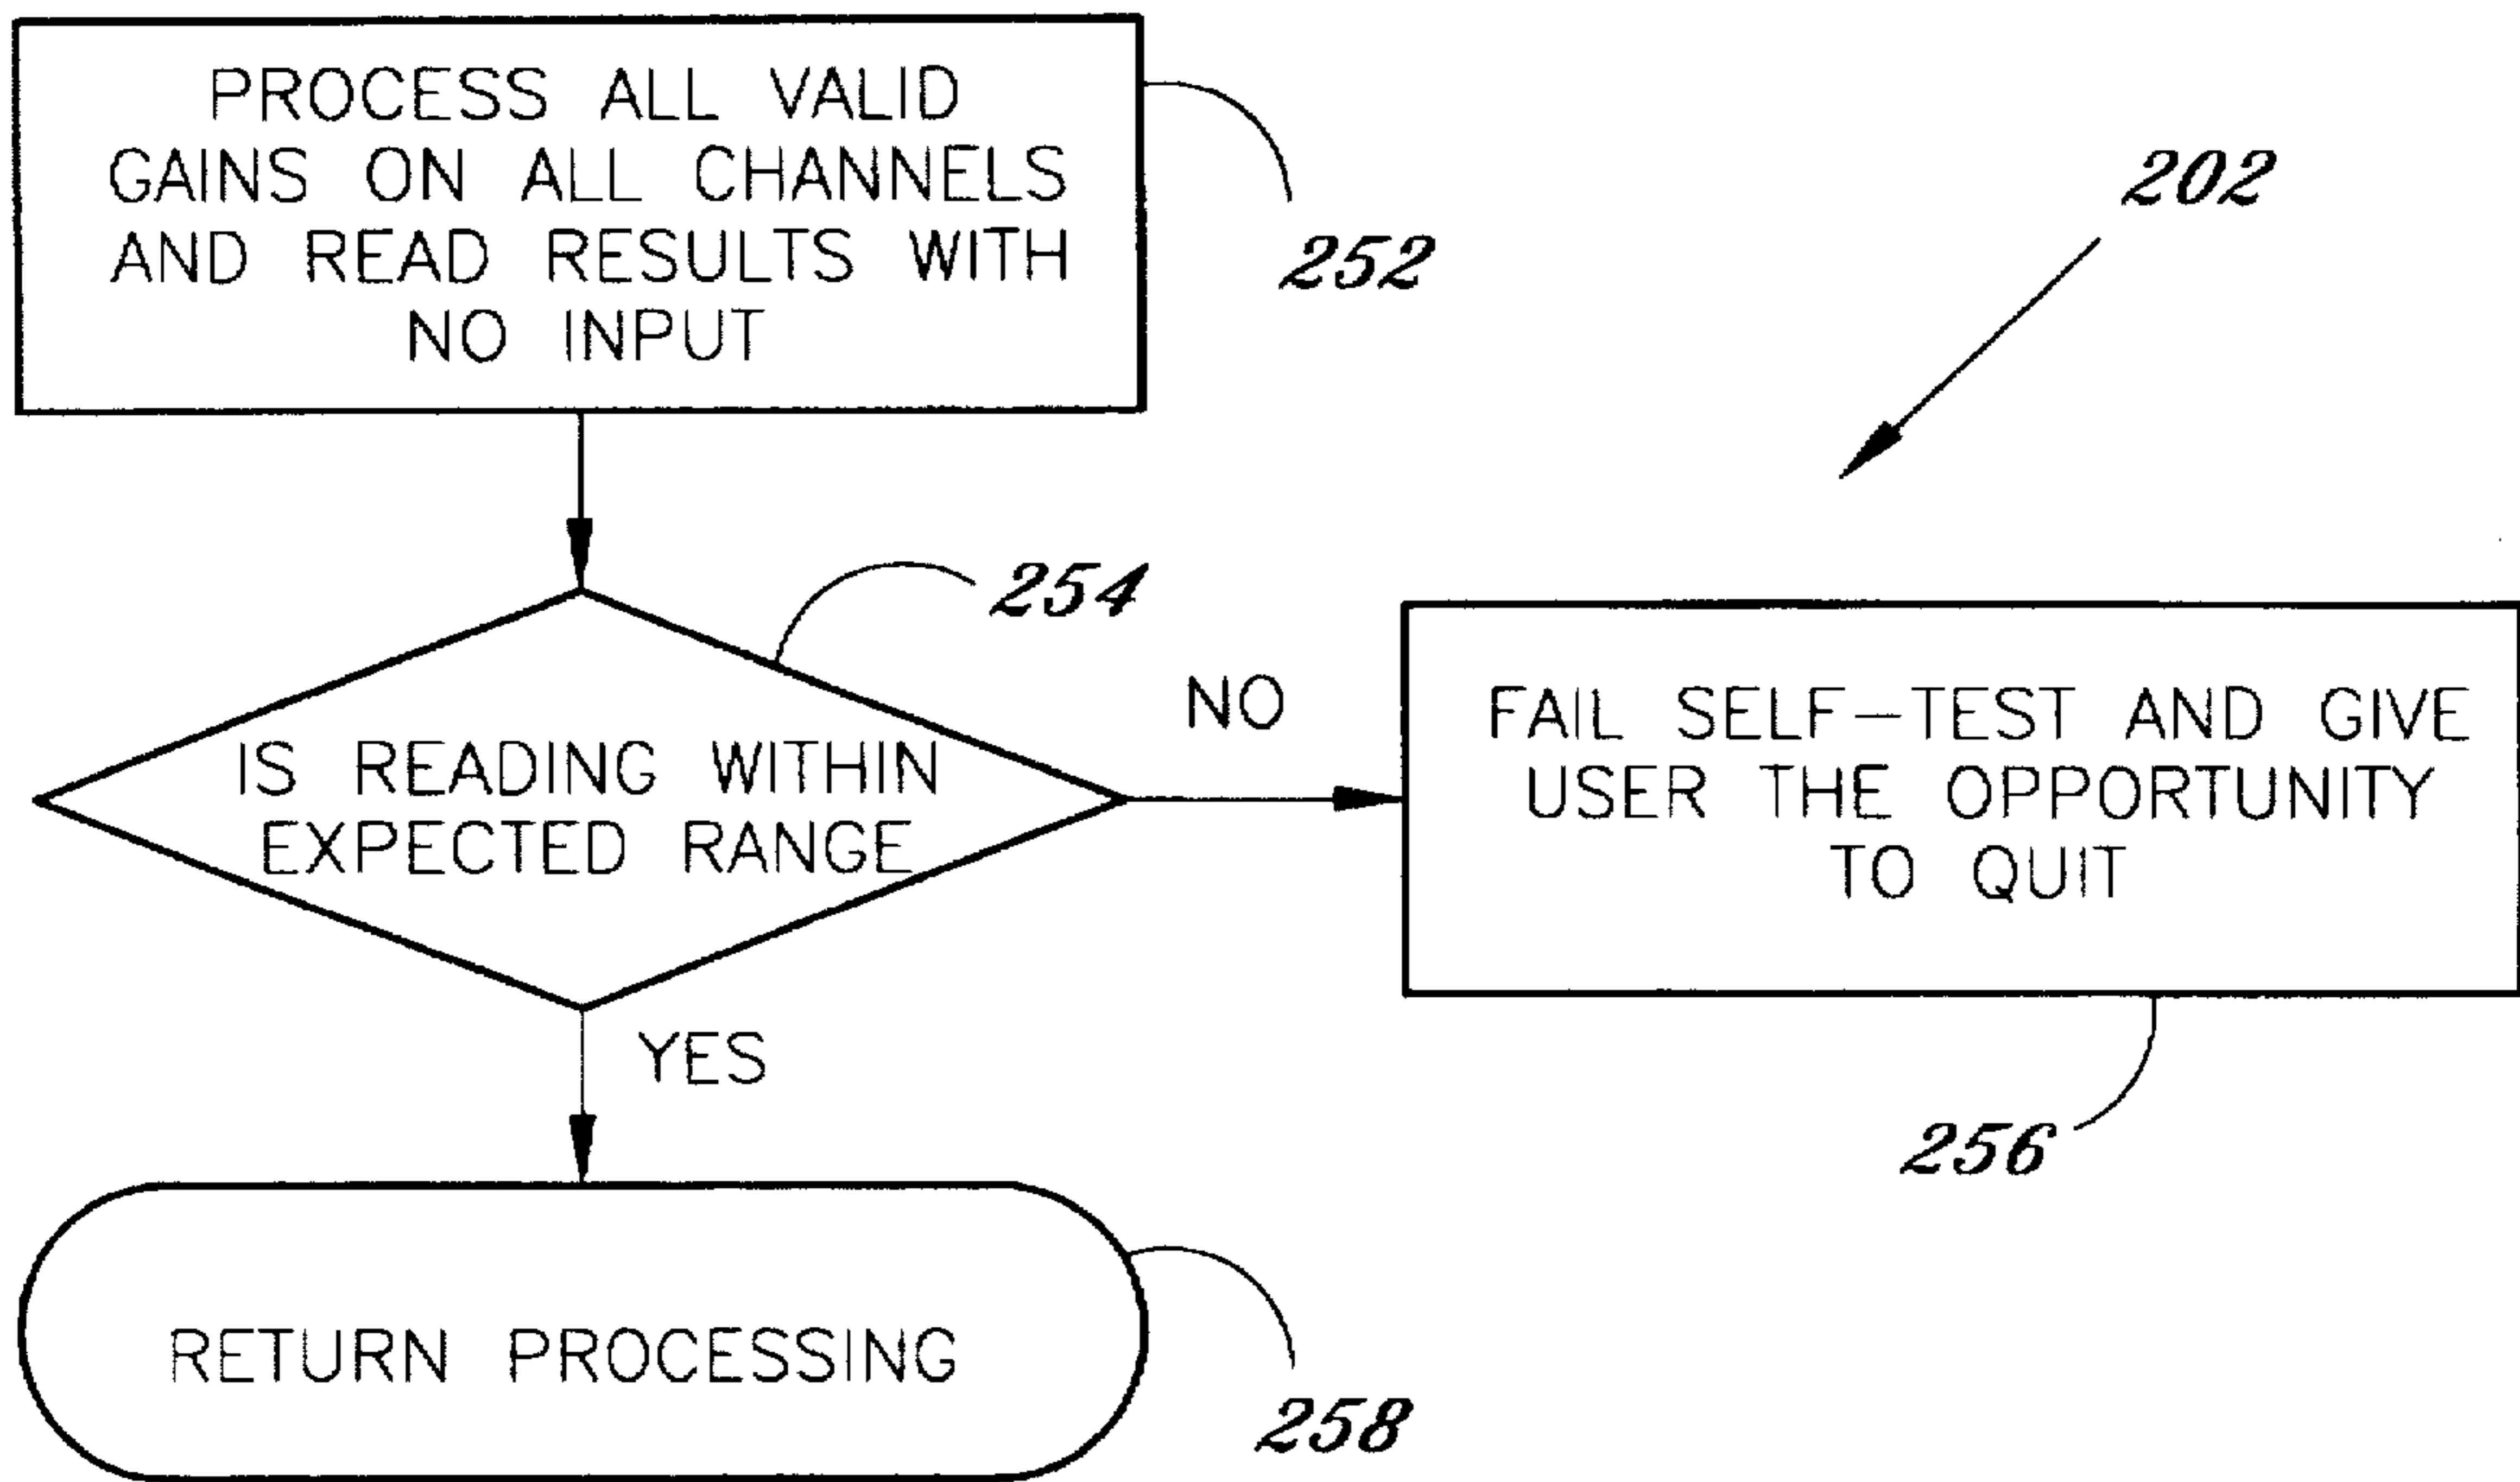 PROCESS ALL VALID
GAINS ON ALL CHANNELS
AND READ RESULTS WITH
NO INPUT
252
202
254
IS READING WITHIN
EXPECTED RANGE
NO
FAIL SELF-TEST AND GIVE
USER THE OPPORTUNITY
TO QUIT
256
YES
RETURN PROCESSING
258